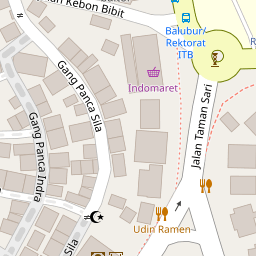 Kebon Bibit
Balubur/
Rektorat
ITB
R
Indomaret
Gang Panca Sila
Gang Panca Indra
Jalan Taman Sari
Udin Ramen
Sila